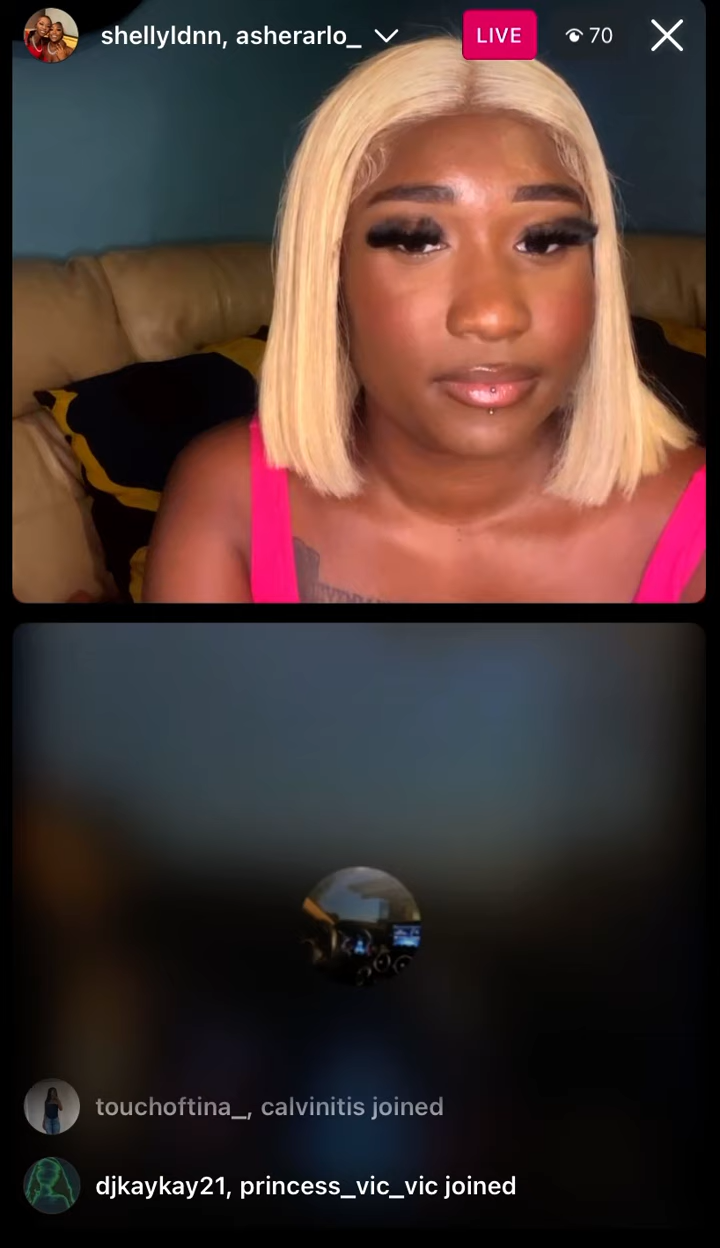 shellyldnn, asherarlo_
LIVE
70
touchoftina_, calvinitis joined
djkaykay21, princess_vic_vic joined